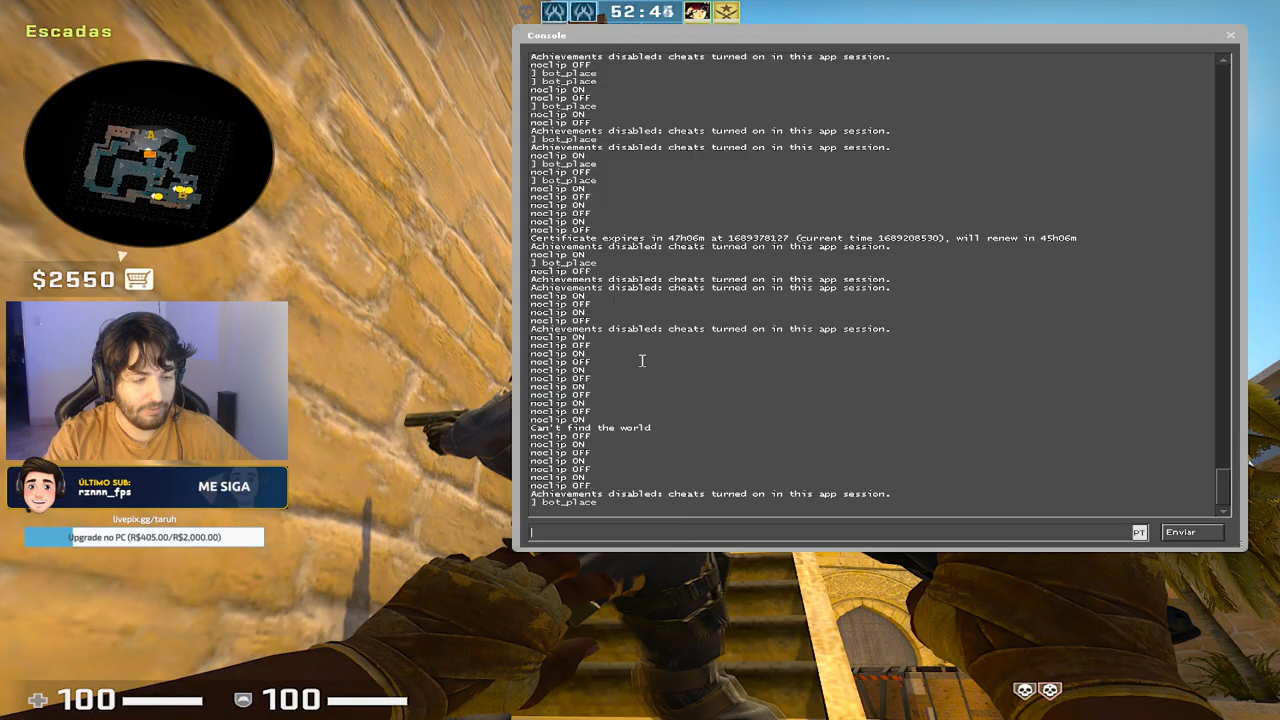 Escadas
52:46
$2550
ÚLTIMO SUB:
rznnn_fps
ME SIGA
livepix.gg/taruh
Upgrade no PC (R$405.00/R$2,000.00)
100
100
Console
Achievements disabled: cheats turned on in this app session.
noclip OFF
] bot_place
] bot_place
noclip ON
noclip OFF
] bot_place
noclip ON
noclip OFF
Achievements disabled: cheats turned on in this app session.
] bot_place
Achievements disabled: cheats turned on in this app session.
noclip ON
] bot_place
noclip OFF
] bot_place
noclip ON
noclip OFF
noclip ON
noclip OFF
noclip ON
noclip OFF
Certificate expires in 47h06m at 1689378127 (current time 1689208530), will renew in 45h06m
Achievements disabled: cheats turned on in this app session.
noclip ON
] bot_place
noclip OFF
Achievements disabled: cheats turned on in this app session.
Achievements disabled: cheats turned on in this app session.
noclip ON
noclip OFF
noclip ON
noclip OFF
Achievements disabled: cheats turned on in this app session.
noclip ON
noclip OFF
noclip ON
noclip OFF
noclip ON
noclip OFF
noclip ON
noclip OFF
noclip ON
noclip OFF
noclip ON
Can't find the world
noclip OFF
noclip ON
noclip OFF
noclip ON
noclip OFF
noclip ON
noclip OFF
Achievements disabled: cheats turned on in this app session.
] bot_place
PT
Enviar